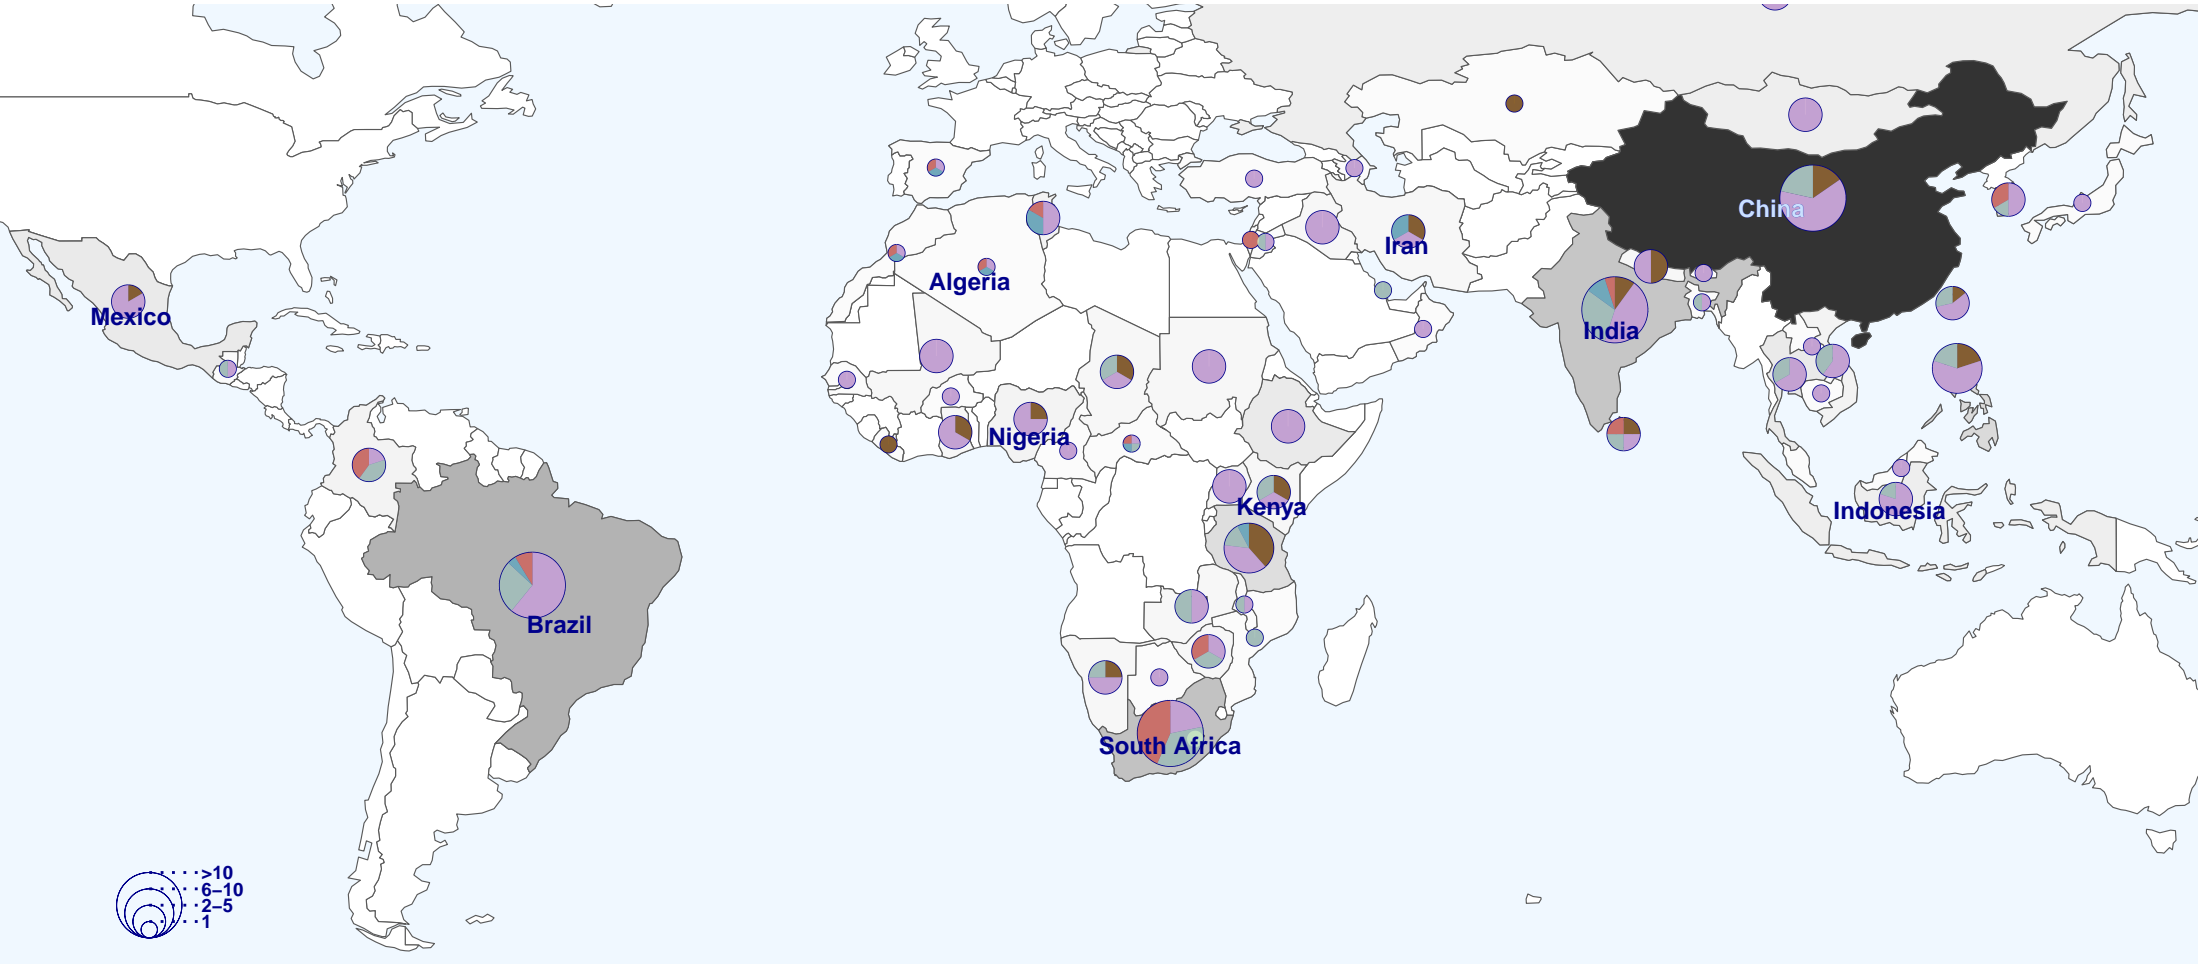 China
Iran
Algeria
Mexico
India
Nigeria
Kenya
Indonesia
Brazil
South Africa
>10
6–10
2–5
1